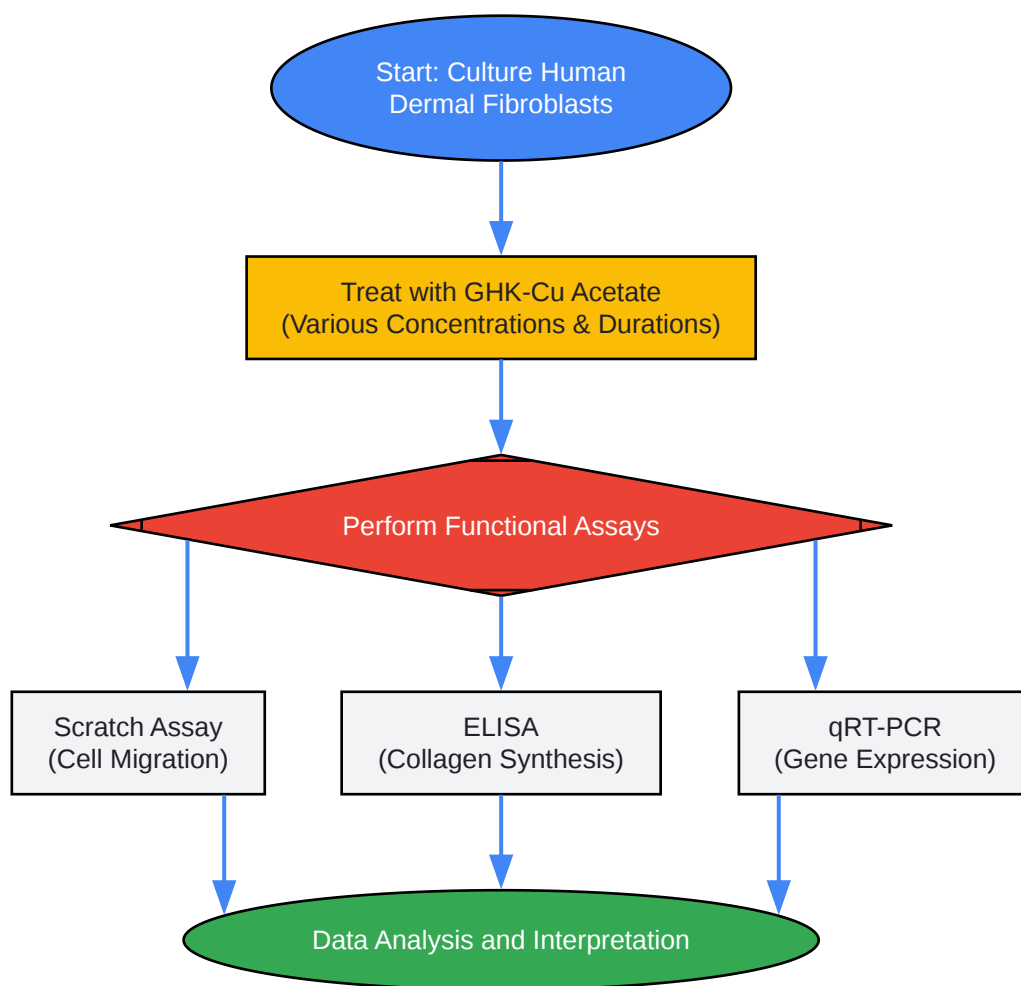 Start: Culture Human
Dermal Fibroblasts
Treat with GHK-Cu Acetate
(Various Concentrations & Durations)
Perform Functional Assays
Scratch Assay
(Cell Migration)
ELISA
(Collagen Synthesis)
qRT-PCR
(Gene Expression)
Data Analysis and Interpretation